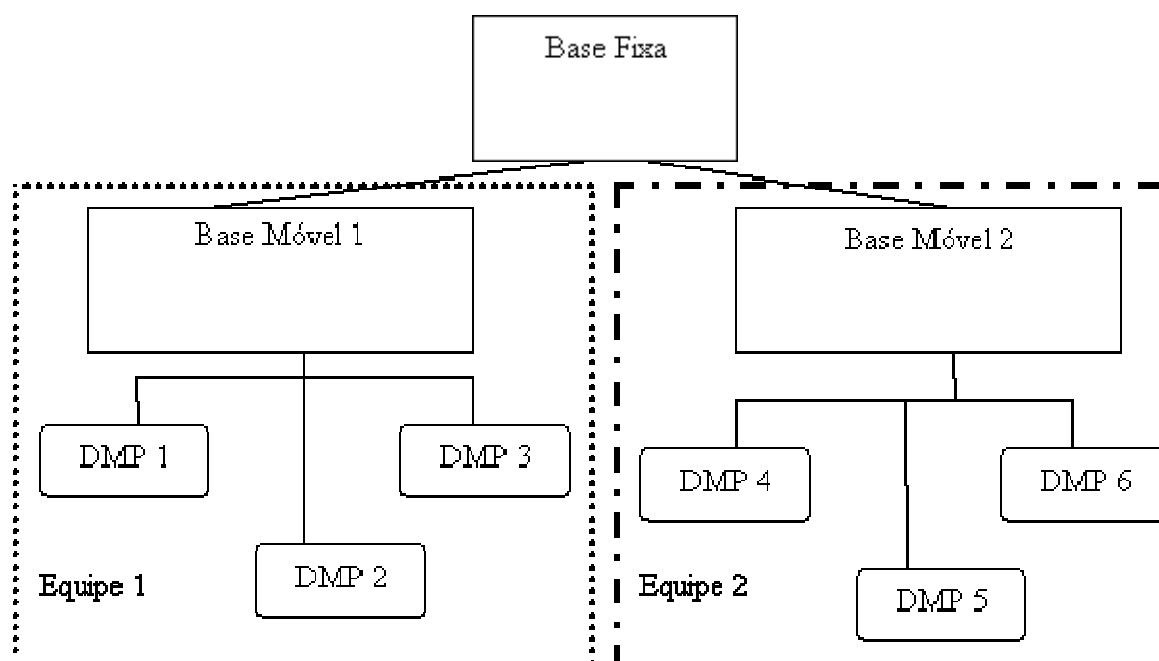 Base Fixa
Base Móvel 1
Base Móvel 2
DMP 1
DMP 3
DMP 2
Equipe 1
DMP 4
DMP 6
DMP 5
Equipe 2